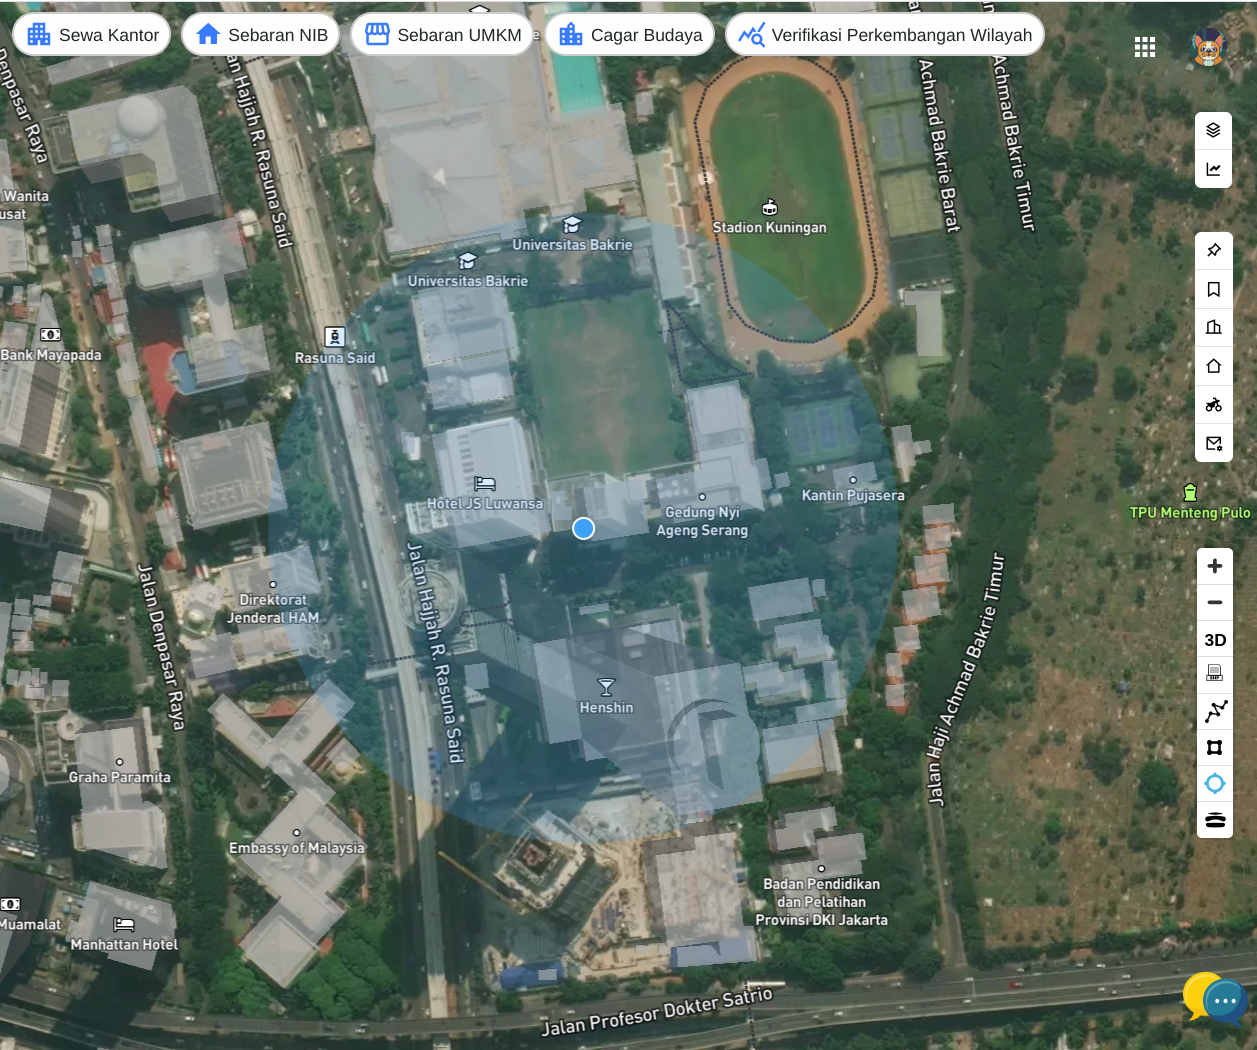 Sewa Kantor
Sebaran NIB
Sebaran UMKM
Cagar Budaya
Verifikasi Perkembangan Wilayah
Denpasar Raya
an Hajjah R. Rasuna Said
Achmad Bakrie Barat
Achmad Bakrie Timur
Wanita
usat
Stadion Kuningan
Universitas Bakrie
Universitas Bakrie
Bank Mayapada
Rasuna Said
Hotel JS Luwansa
Gedung Nyi
Ageng Serang
Kantin Pujasera
TPU Menteng Pulo
Direktorat
Jenderal HAM
Jalan Denpasar Raya
Jalan Hajjah R. Rasuna Said
Jalan Haji Achmad Bakrie Timur
3D
Henshin
Graha Paramita
Embassy of Malaysia
Badan Pendidikan
dan Pelatihan
Provinsi DKI Jakarta
Muamalat
Manhattan Hotel
Jalan Profesor Dokter Satrio